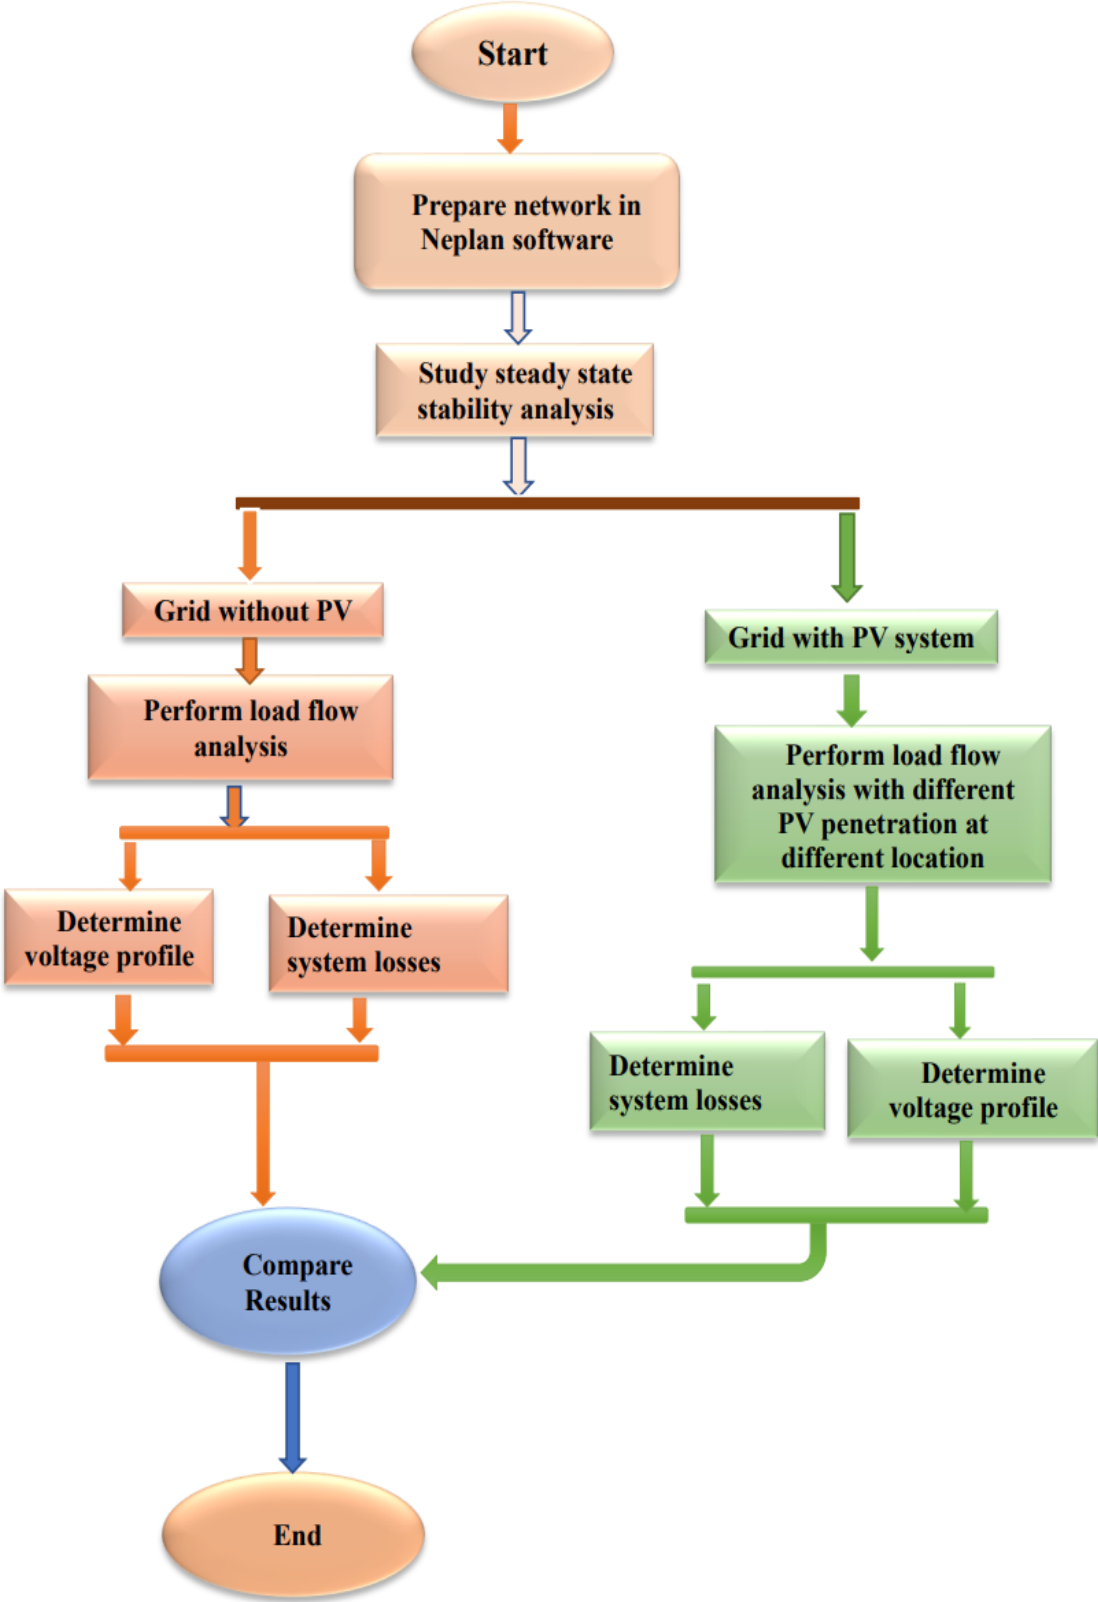 Start
Prepare network in
Neplan software
Study steady state
stability analysis
Grid without PV
Grid with PV system
Perform load flow
analysis
Perform load flow
analysis with different
PV penetration at
different location
Determine
voltage profile
Determine
system losses
Determine
system losses
Determine
voltage profile
Compare
Results
End